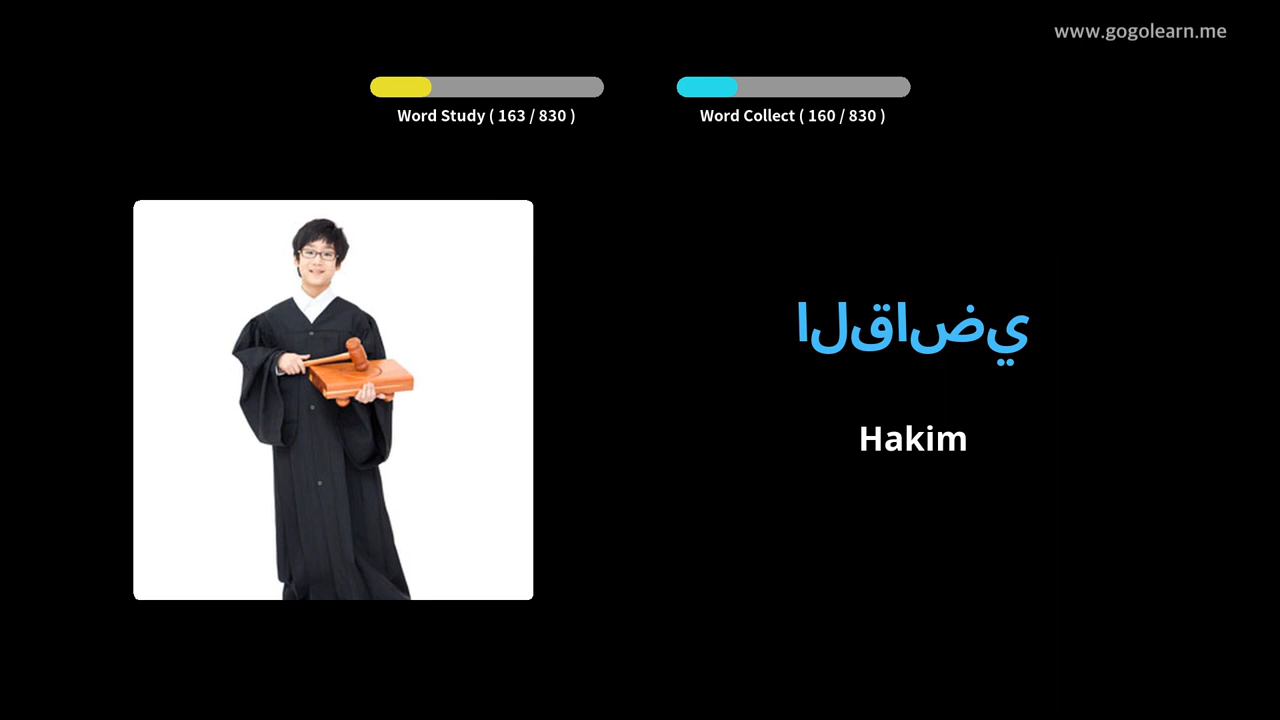 www.gogolearn.me
Word Study ( 163 / 830 )
Word Collect ( 160 / 830 )
القاضي
Hakim